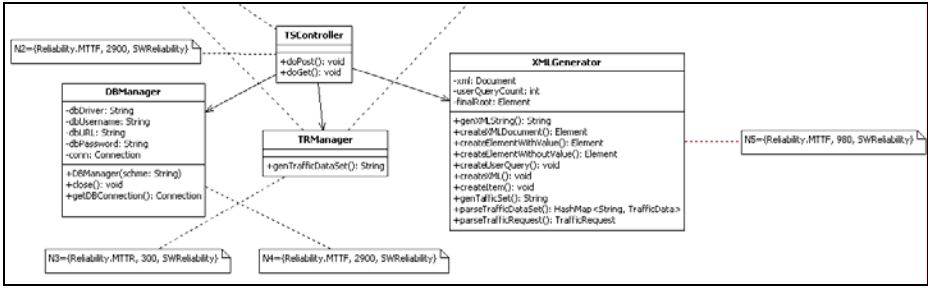 TSController
+doPost(): void
+doGet(): void
N2={Reliability.MTTF, 2900, SWReliability}
XMLGenerator
-xml: Document
-userQueryCount: int
-finalRoot: Element
+genXMLString(): String
+createXMLDocument(): Element
+createElementWithValue(): Element
+createElementWithoutValue(): Element
+createUserQuery(): void
+createXML(): void
+createItem(): void
+genTafficSet(): String
+parseTrafficDataSet(): HashMap<String, TrafficData>
+parseTrafficRequest(): TrafficRequest
DBManager
-dbDriver: String
-dbUsername: String
-dbURL: String
-dbPassword: String
-conn: Connection
+DBManager(schme: String)
+close(): void
+getDBConnection(): Connection
TRManager
+genTrafficDataSet(): String
N5={Reliability.MTTF, 980, SWReliability}
N3={Reliability.MTTR, 300, SWReliability}
N4={Reliability.MTTF, 2900, SWReliability}